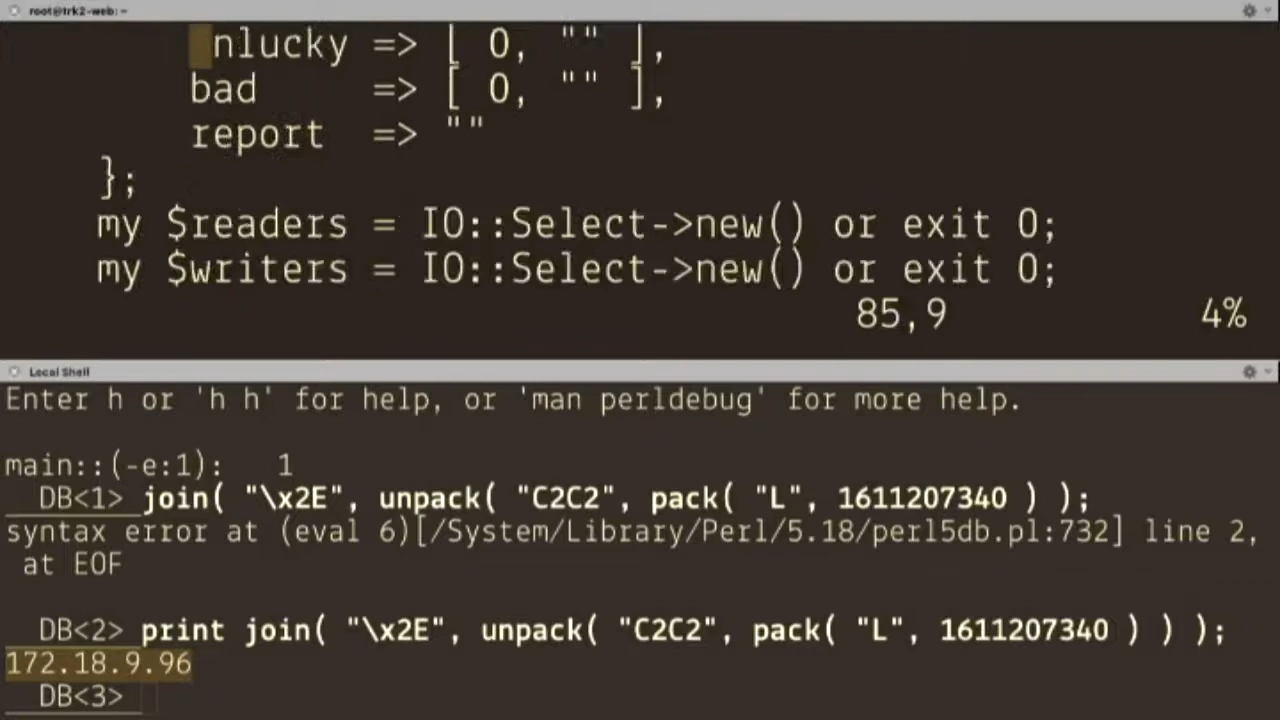 root@trk2-web:~
nlucky => [ 0, "" ],
bad => [ 0, "" ],
report => ""
};
my $readers = IO::Select->new() or exit 0;
my $writers = IO::Select->new() or exit 0;
85,9 4%
Local Shell
Enter h or 'h h' for help, or 'man perldebug' for more help.
main::(-e:1): 1
DB<1> join( "\x2E", unpack( "C2C2", pack( "L", 1611207340 ) );
syntax error at (eval 6)[/System/Library/Perl/5.18/perl5db.pl:732] line 2,
at EOF
DB<2> print join( "\x2E", unpack( "C2C2", pack( "L", 1611207340 ) ) );
172.18.9.96
DB<3>